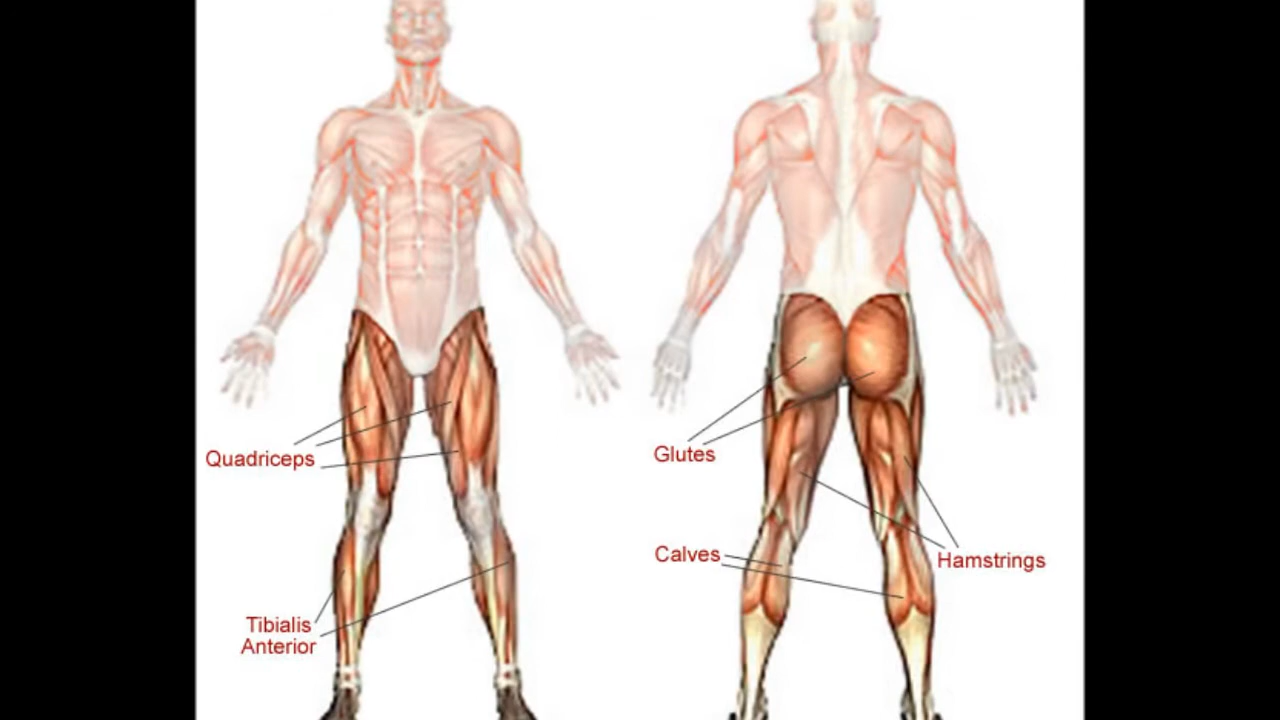 Quadriceps
Tibialis
Anterior
Glutes
Calves
Hamstrings